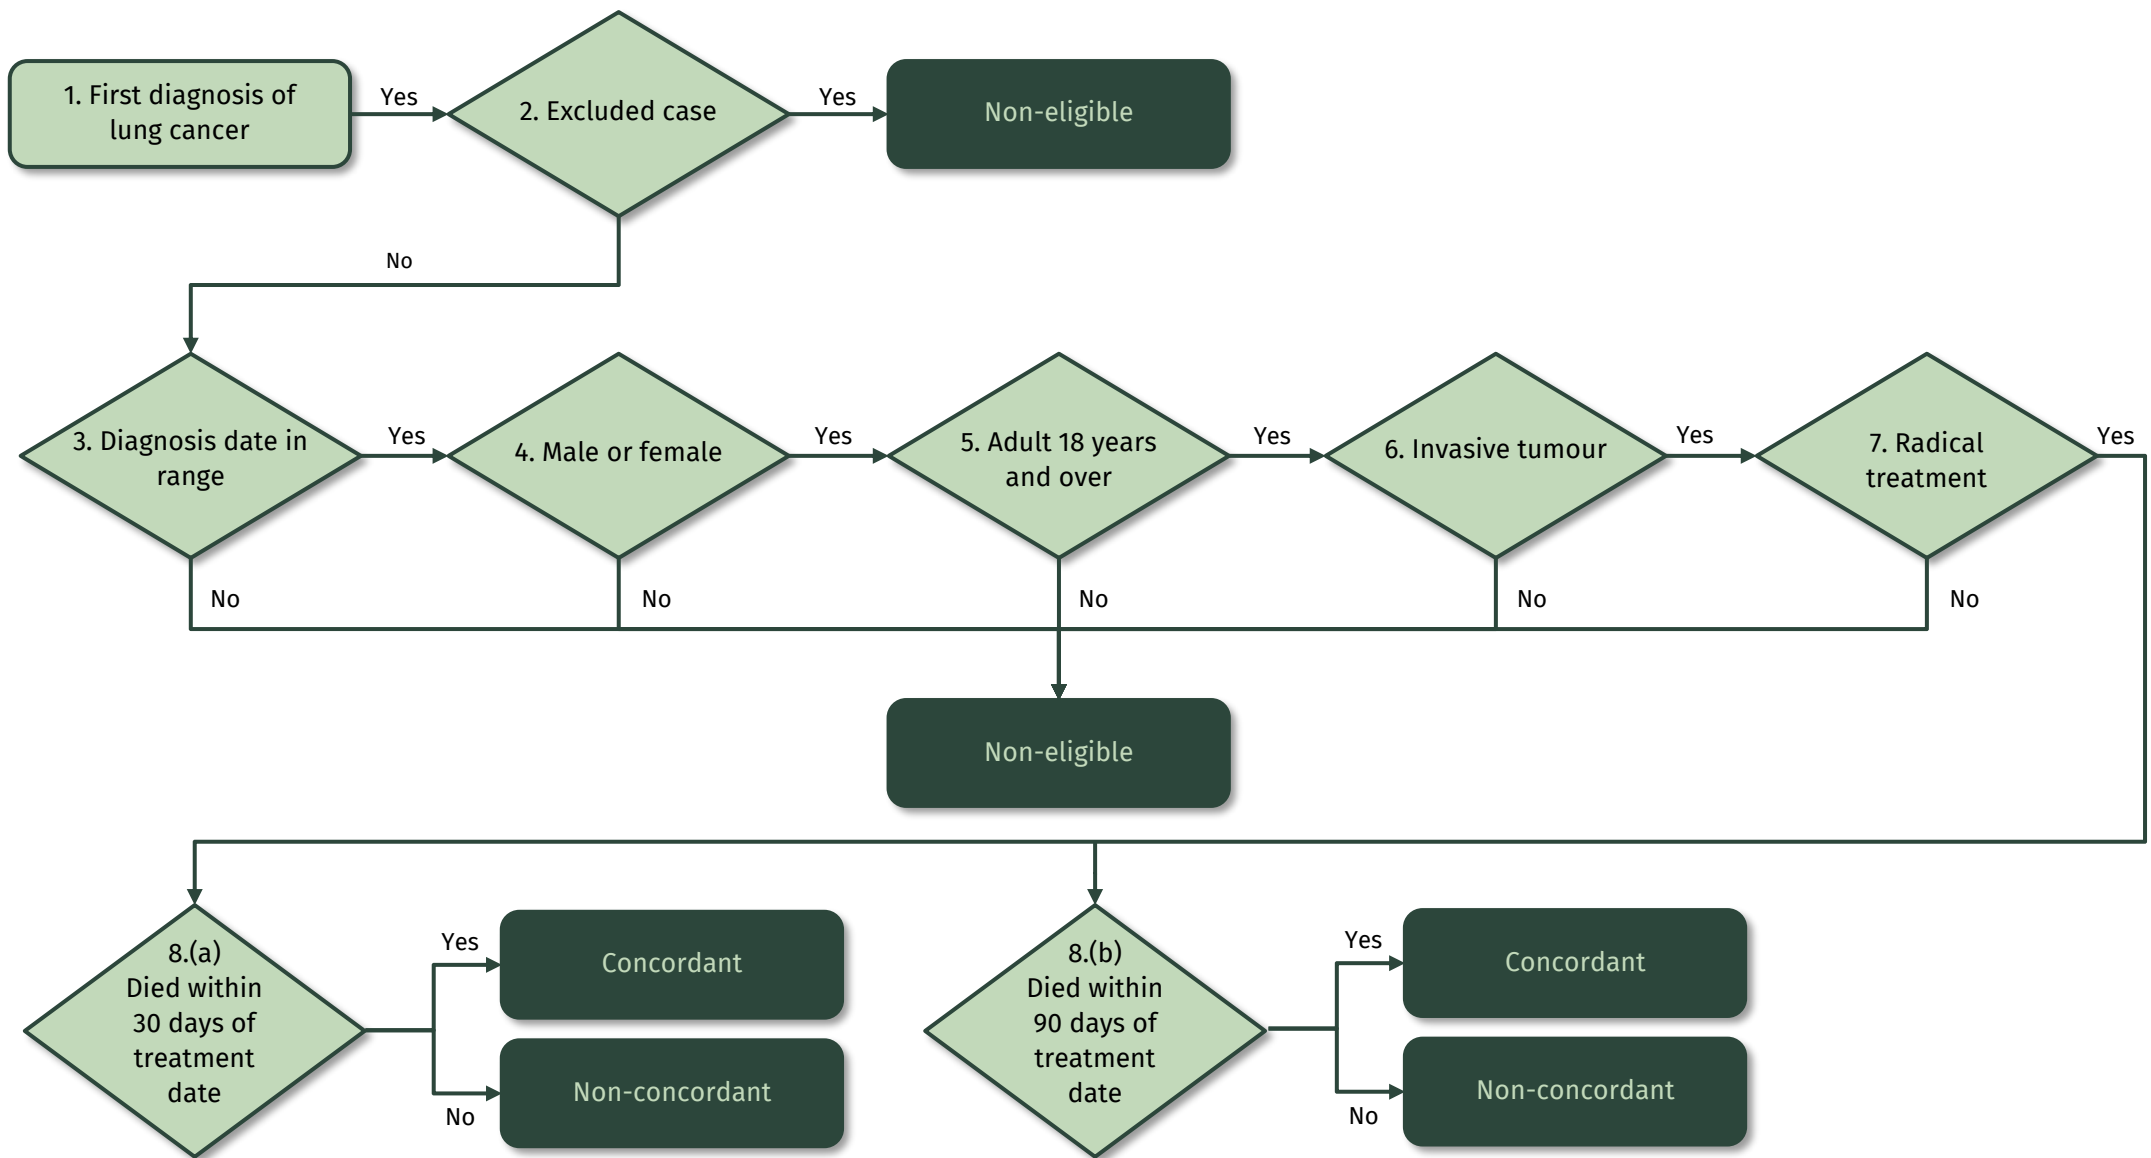 1. First diagnosis of
lung cancer
Yes
2. Excluded case
Yes
Non-eligible
No
3. Diagnosis date in
range
Yes
4. Male or female
Yes
5. Adult 18 years
and over
Yes
6. Invasive tumour
Yes
7. Radical
treatment
Yes
No
No
No
No
No
Non-eligible
8.(a)
Died within
30 days of
treatment
date
Yes
Concordant
No
Non-concordant
8.(b)
Died within
90 days of
treatment
date
Yes
Concordant
No
Non-concordant